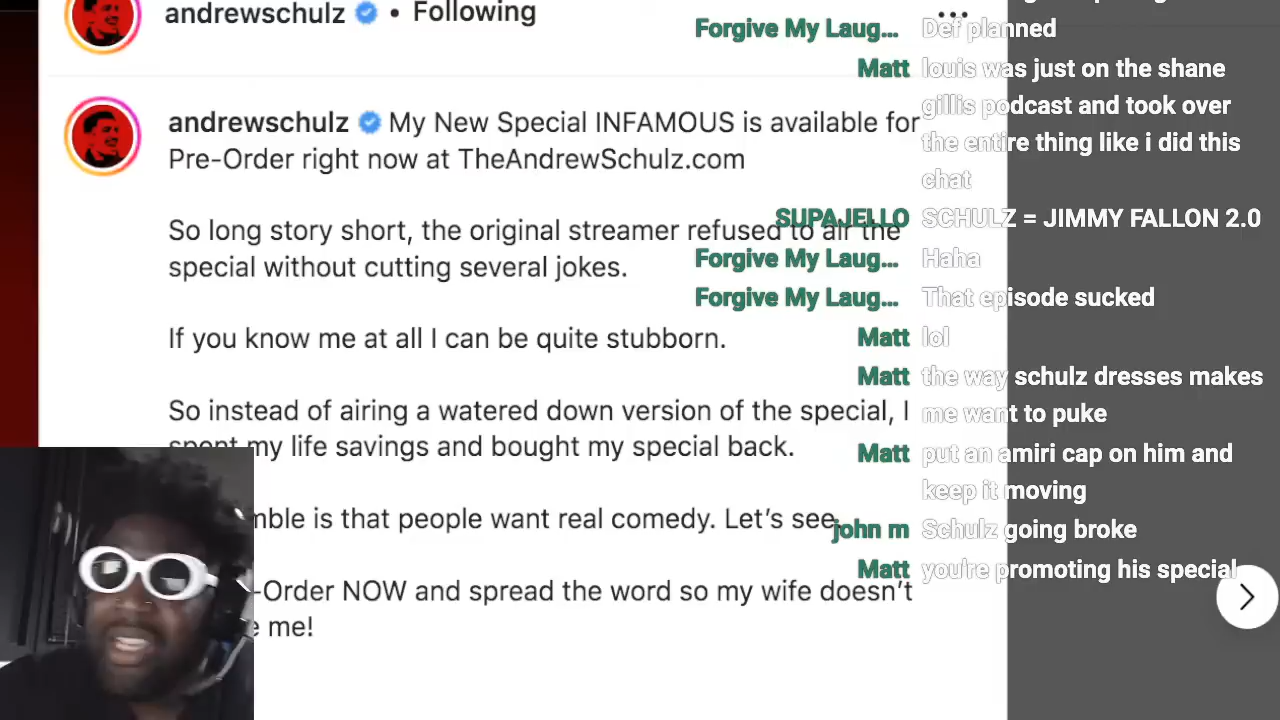 andrewschulz • Following
andrewschulz My New Special INFAMOUS is available for
Pre-Order right now at TheAndrewSchulz.com
So long story short, the original streamer refused to air the
special without cutting several jokes.
If you know me at all I can be quite stubborn.
So instead of airing a watered down version of the special, I
spent my life savings and bought my special back.
is that people want real comedy. Let's see.
-Order NOW and spread the word so my wife doesn't
me!
Forgive My Laug... Def planned
Matt louis was just on the shane
gillis podcast and took over
the entire thing like i did this
chat
SUPAJELLO SCHULZ = JIMMY FALLON 2.0
Forgive My Laug... Haha
Forgive My Laug... That episode sucked
Matt lol
Matt the way schulz dresses makes
me want to puke
Matt put an amiri cap on him and
keep it moving
john m Schulz going broke
Matt you're promoting his special